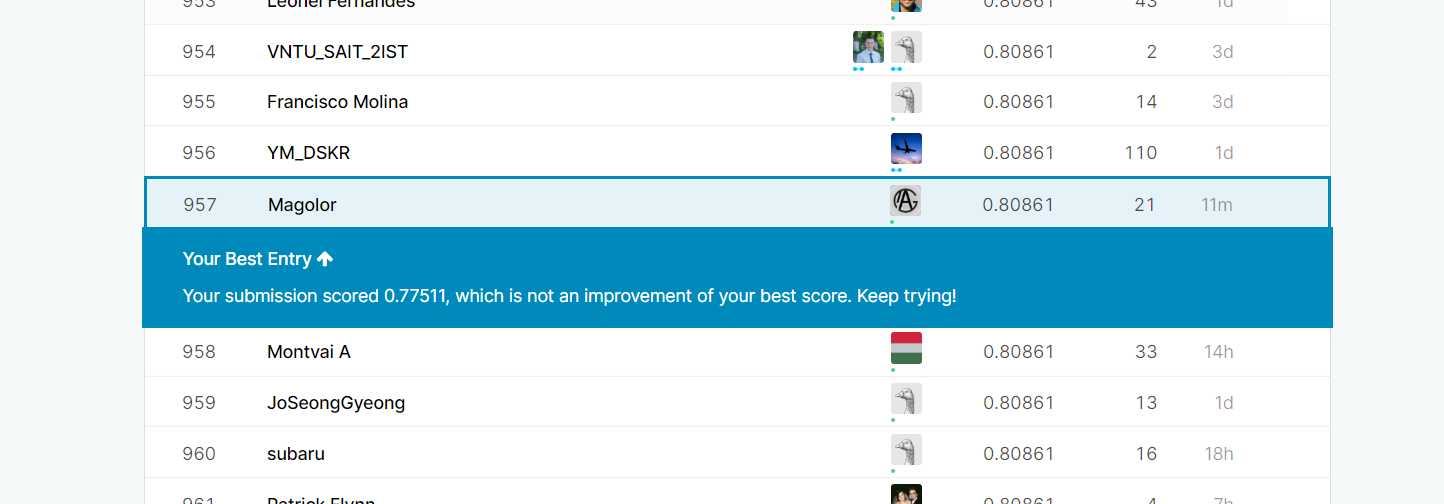 953 Leonel Fernandes 0.80861 43 1d
954 VNTU_SAIT_2IST 0.80861 2 3d
955 Francisco Molina 0.80861 14 3d
956 YM_DSKR 0.80861 110 1d
957 Magolor 0.80861 21 11m
Your Best Entry
Your submission scored 0.77511, which is not an improvement of your best score. Keep trying!
958 Montvai A 0.80861 33 14h
959 JoSeongGyeong 0.80861 13 1d
960 subaru 0.80861 16 18h
961 Patrick Flynn 0.80861 4 7h